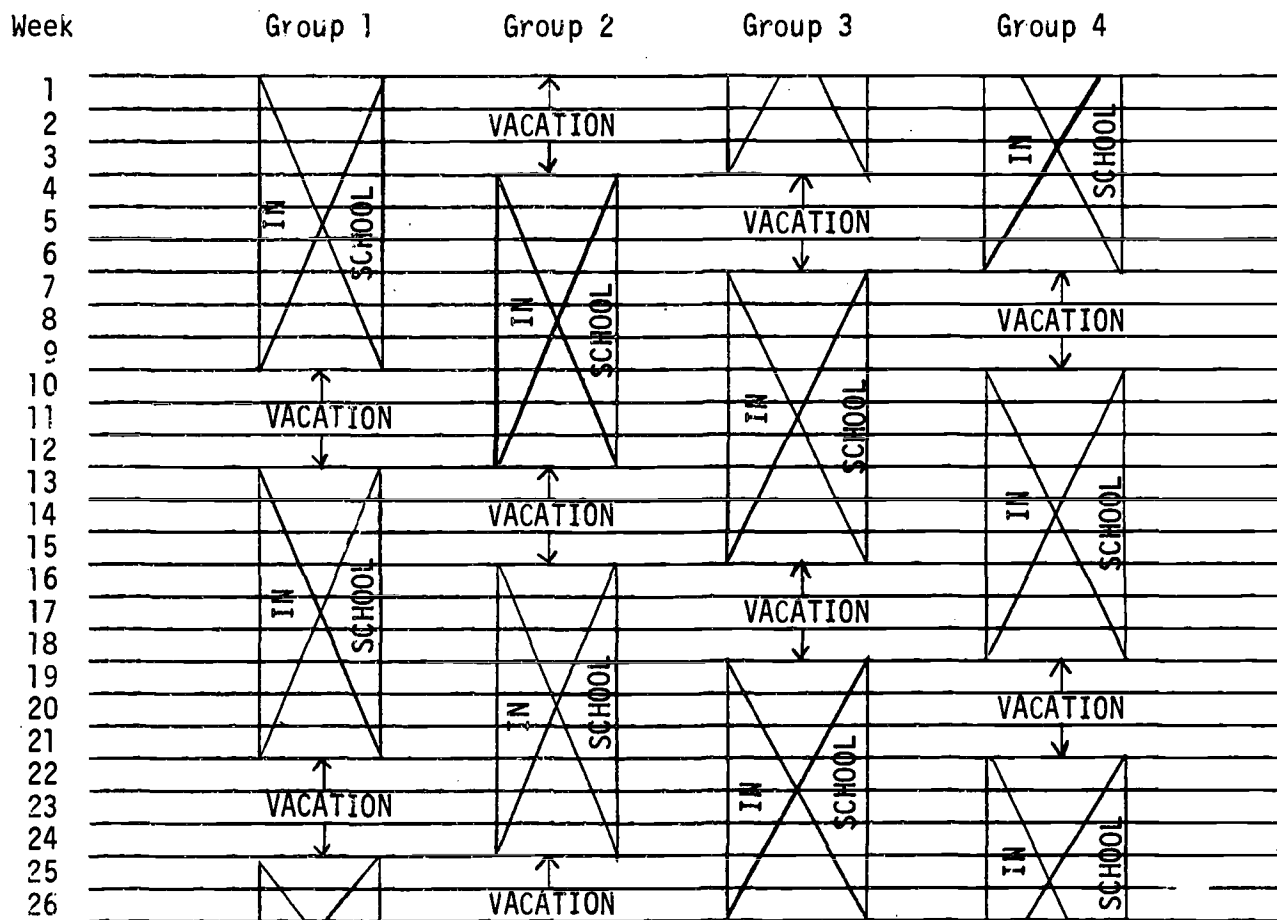 Week Group 1 Group 2 Group 3 Group 4
1
2 VACATION
3 IN SCHOOL
4
5 IN SCHOOL VACATION
6
7
8 IN SCHOOL VACATION
9
10
11 VACATION IN SCHOOL
12
13
14 VACATION IN SCHOOL
15
16
17 IN SCHOOL VACATION
18
19
20 IN SCHOOL VACATION
21
22
23 VACATION IN SCHOOL
24
25 IN SCHOOL
26 VACATION